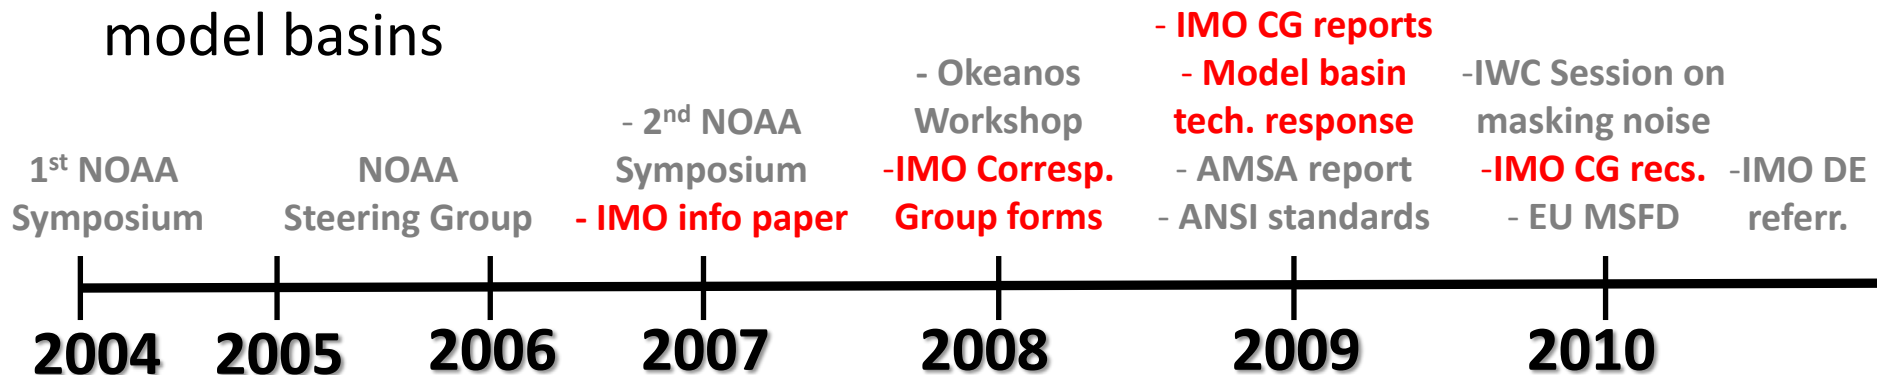 model basins
1st NOAA
Symposium
NOAA
Steering Group
- 2nd NOAA
Symposium
- IMO info paper
- Okeanos
Workshop
-IMO Corresp.
Group forms
- IMO CG reports
- Model basin
tech. response
- AMSA report
- ANSI standards
-IWC Session on
masking noise
-IMO CG recs.
- EU MSFD
-IMO DE
referr.
2004
2005
2006
2007
2008
2009
2010